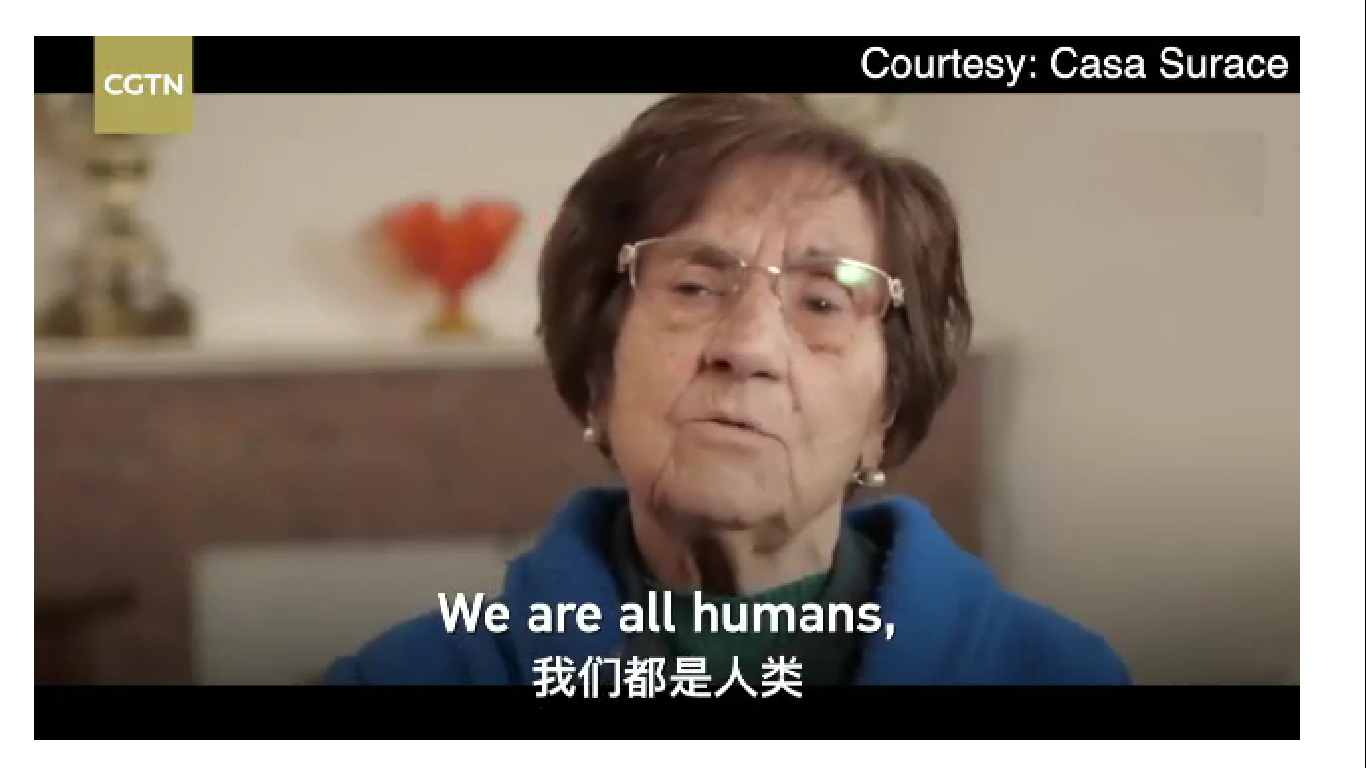 Courtesy: Casa Surace
CGTN
We are all humans,
我们都是人类